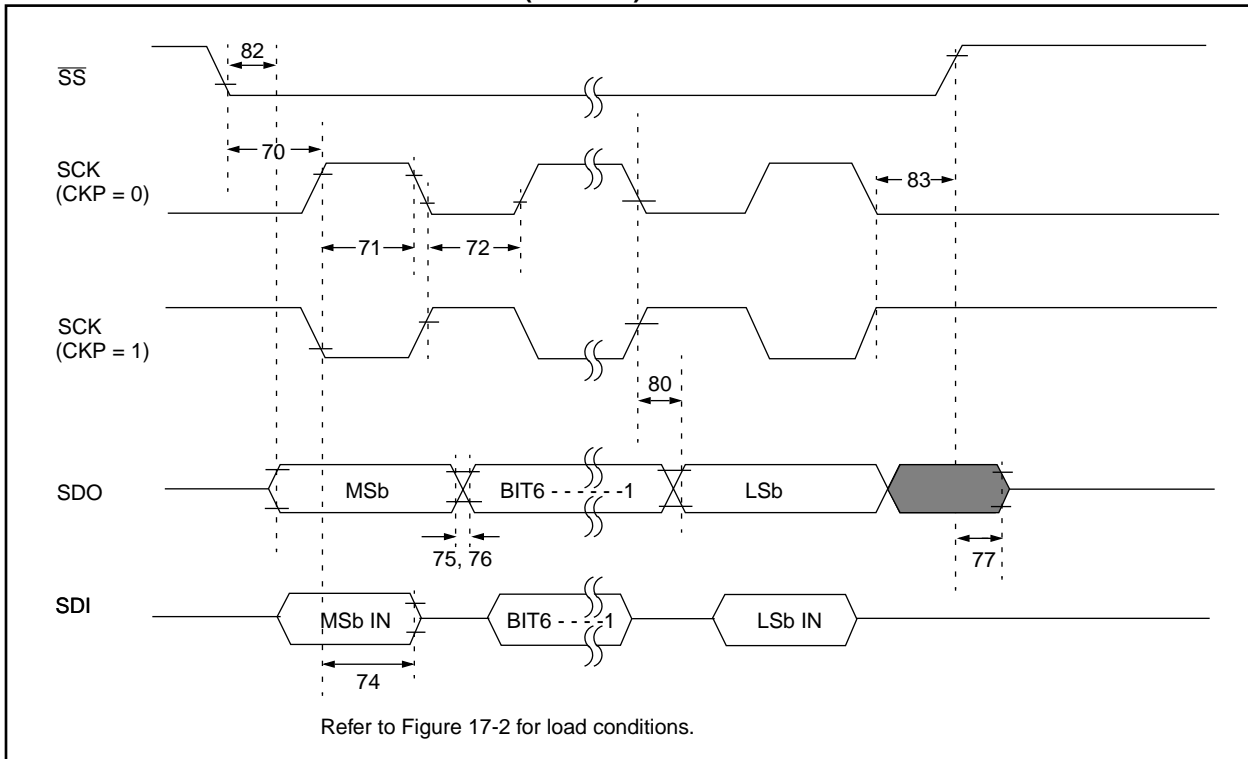 82
SS
70
SCK
(CKP = 0)
83
71
72
SCK
(CKP = 1)
80
SDO
MSb
BIT6 - - - - - -1
LSb
75, 76
77
SDI
MSb IN
BIT6 - - - -1
LSb IN
74
Refer to Figure 17-2 for load conditions.